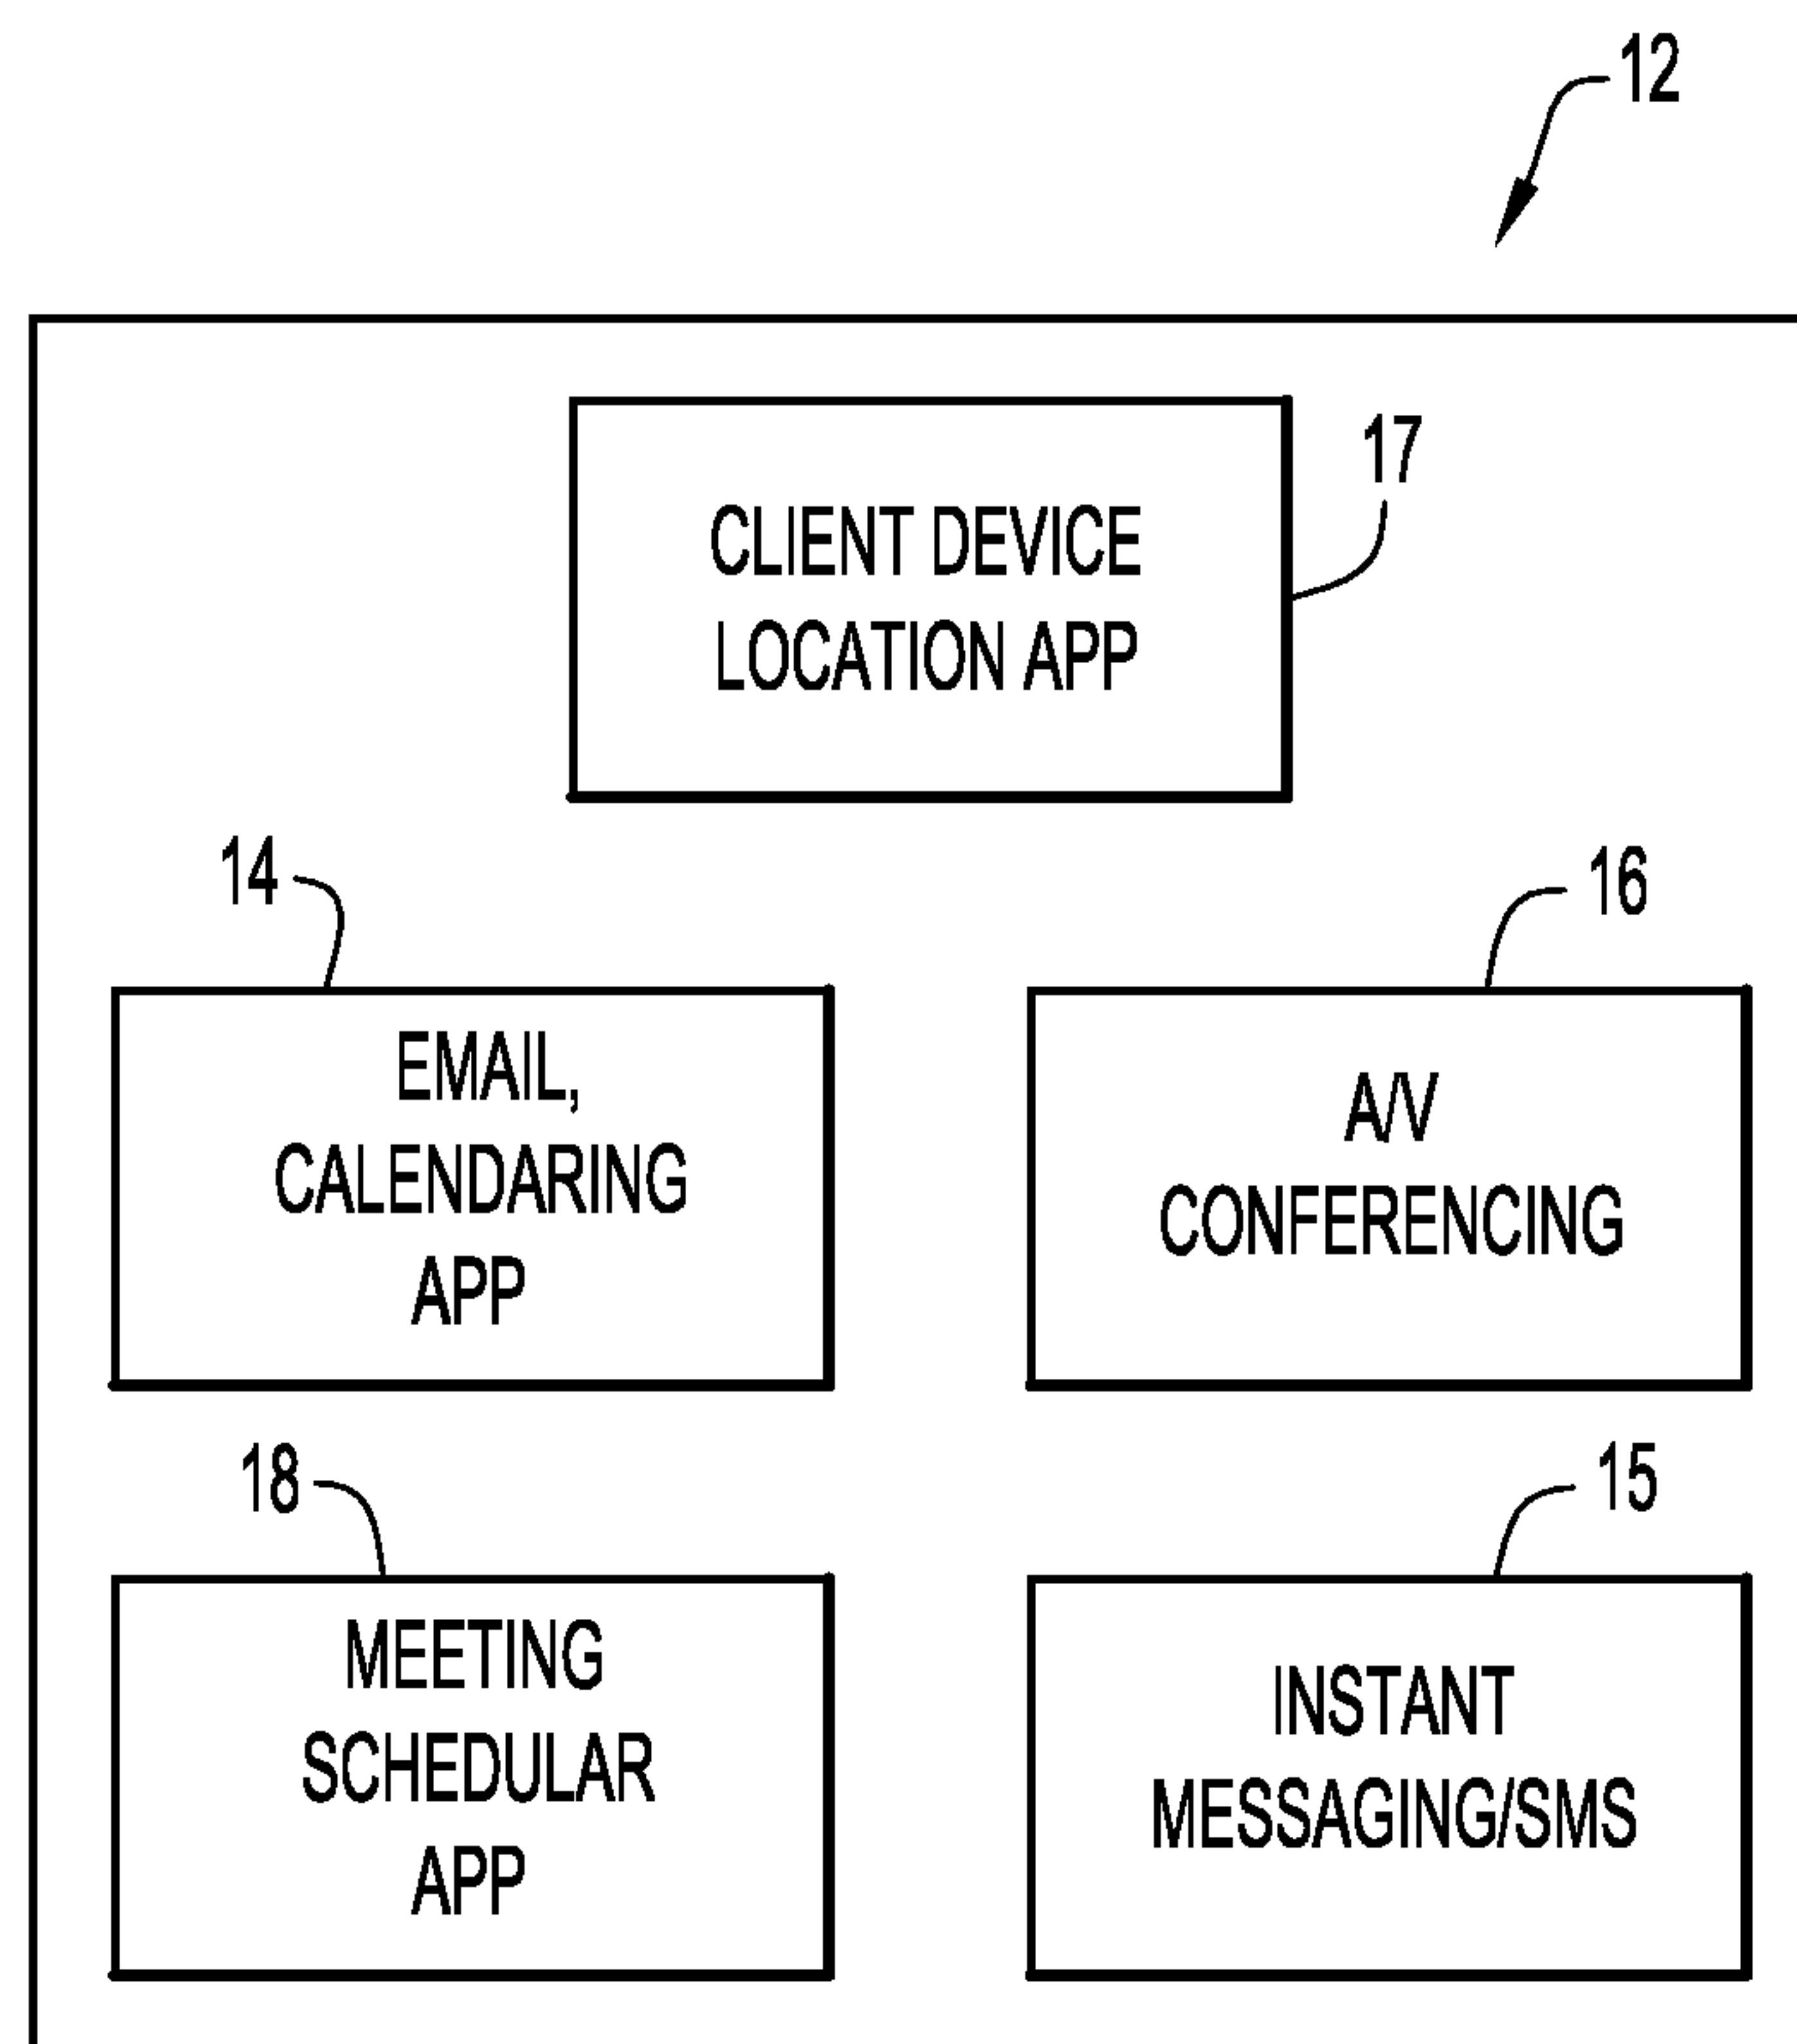 12
17
CLIENT DEVICE
LOCATION APP
14
16
EMAIL,
CALENDARING
APP
A/V
CONFERENCING
18
15
MEETING
SCHEDULAR
APP
INSTANT
MESSAGING/SMS